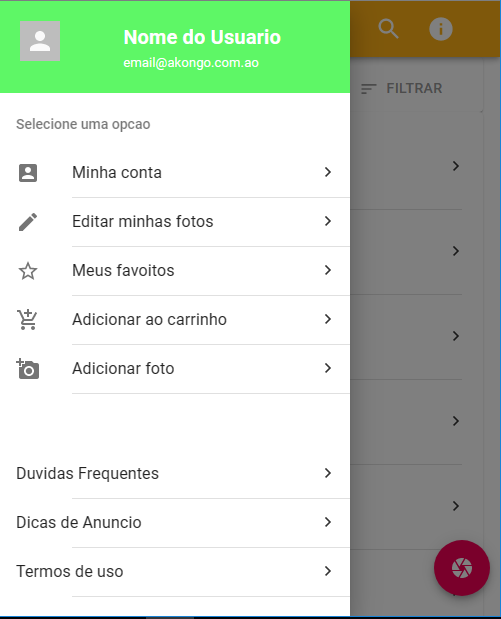 Nome do Usuario
email@akongo.com.ao
FILTRAR
Selecione uma opcao
Minha conta
Editar minhas fotos
Meus favoitos
Adicionar ao carrinho
Adicionar foto
Duvidas Frequentes
Dicas de Anuncio
Termos de uso